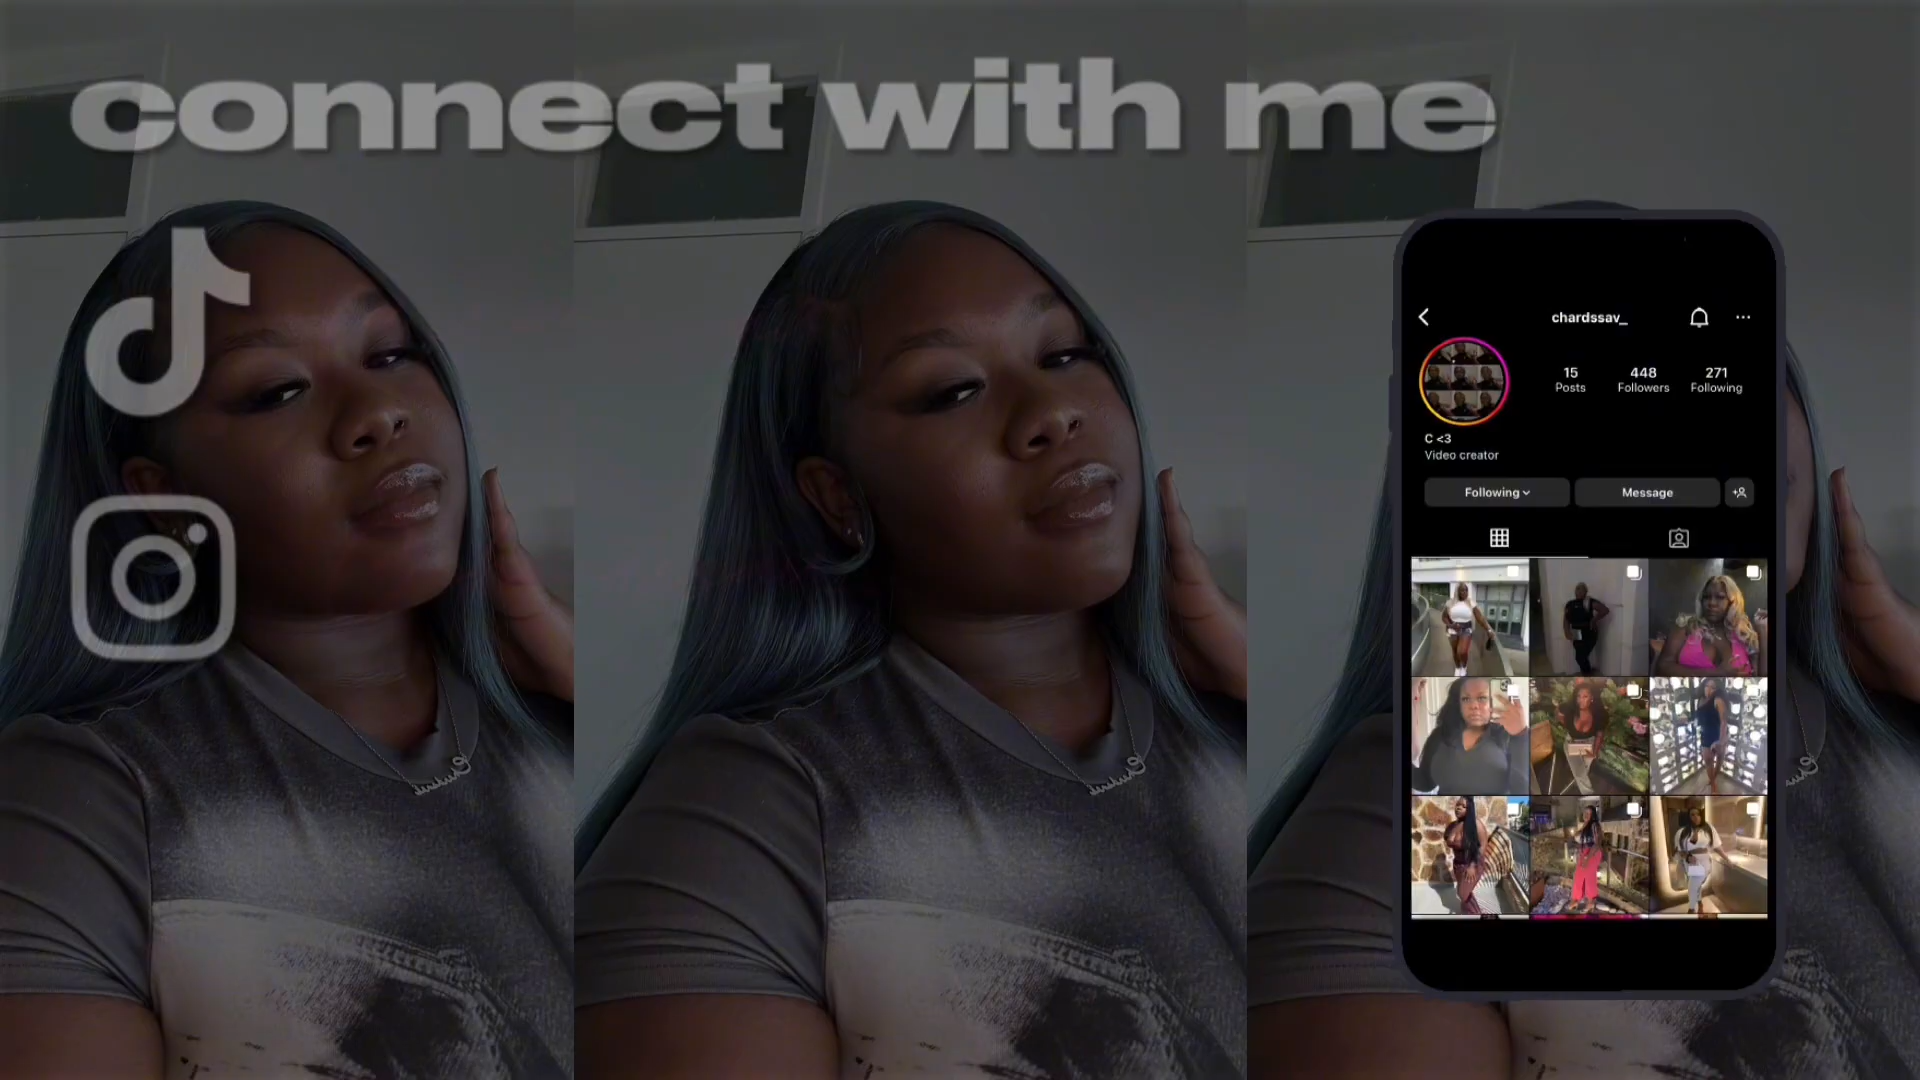 connect with me
chardssav_
15 448 271
Posts Followers Following
C <3
Video creator
Following Message